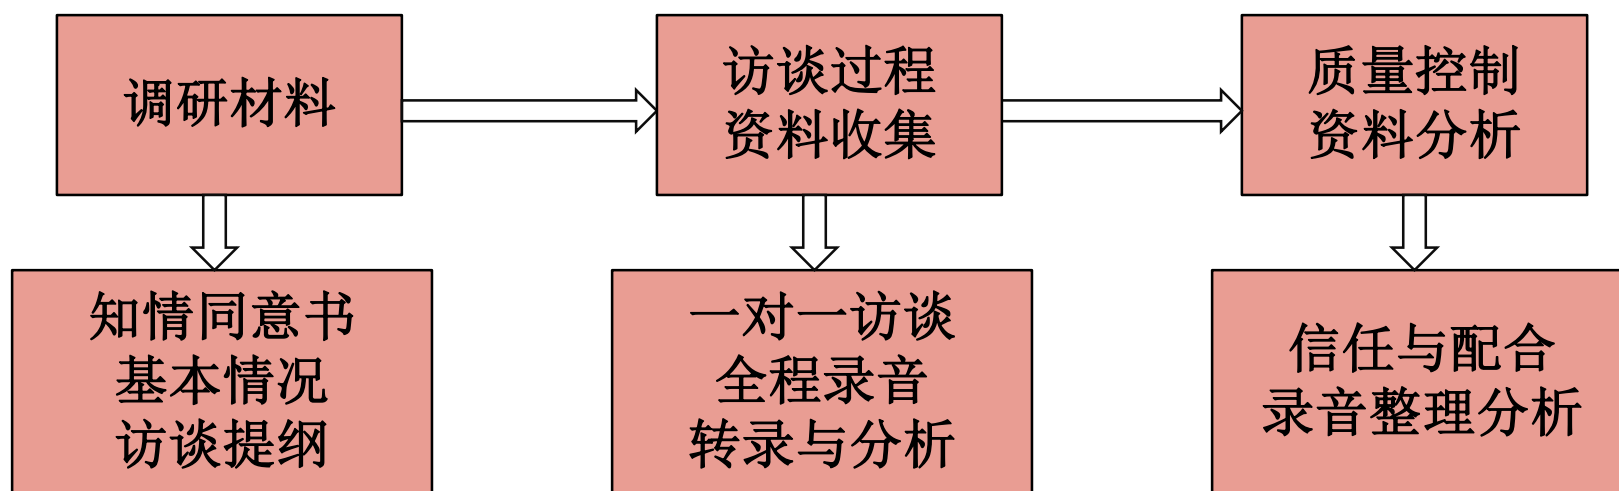 调研材料
访谈过程
资料收集
质量控制
资料分析
知情同意书
基本情况
访谈提纲
一对一访谈
全程录音
转录与分析
信任与配合
录音整理分析